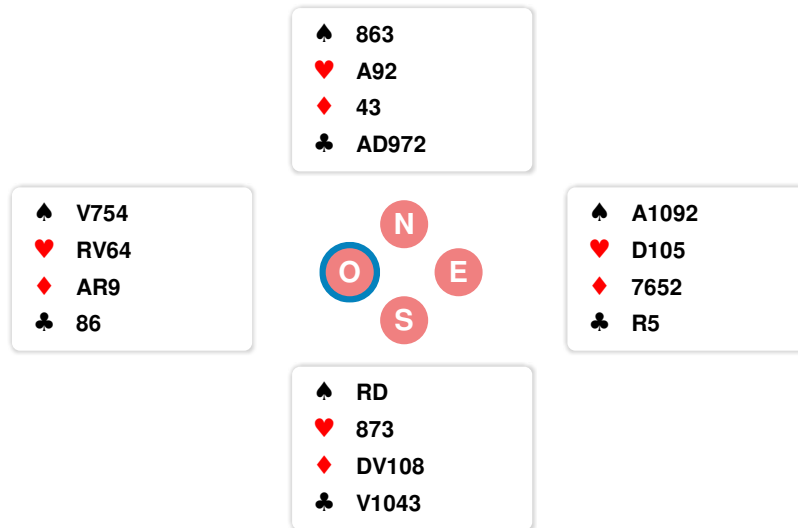 ♠ 863
♥ A92
♦ 43
♣ AD972
♠ V754
♥ RV64
♦ AR9
♣ 86
N
O E
S
♠ A1092
♥ D105
♦ 7652
♣ R5
♠ RD
♥ 873
♦ DV108
♣ V1043